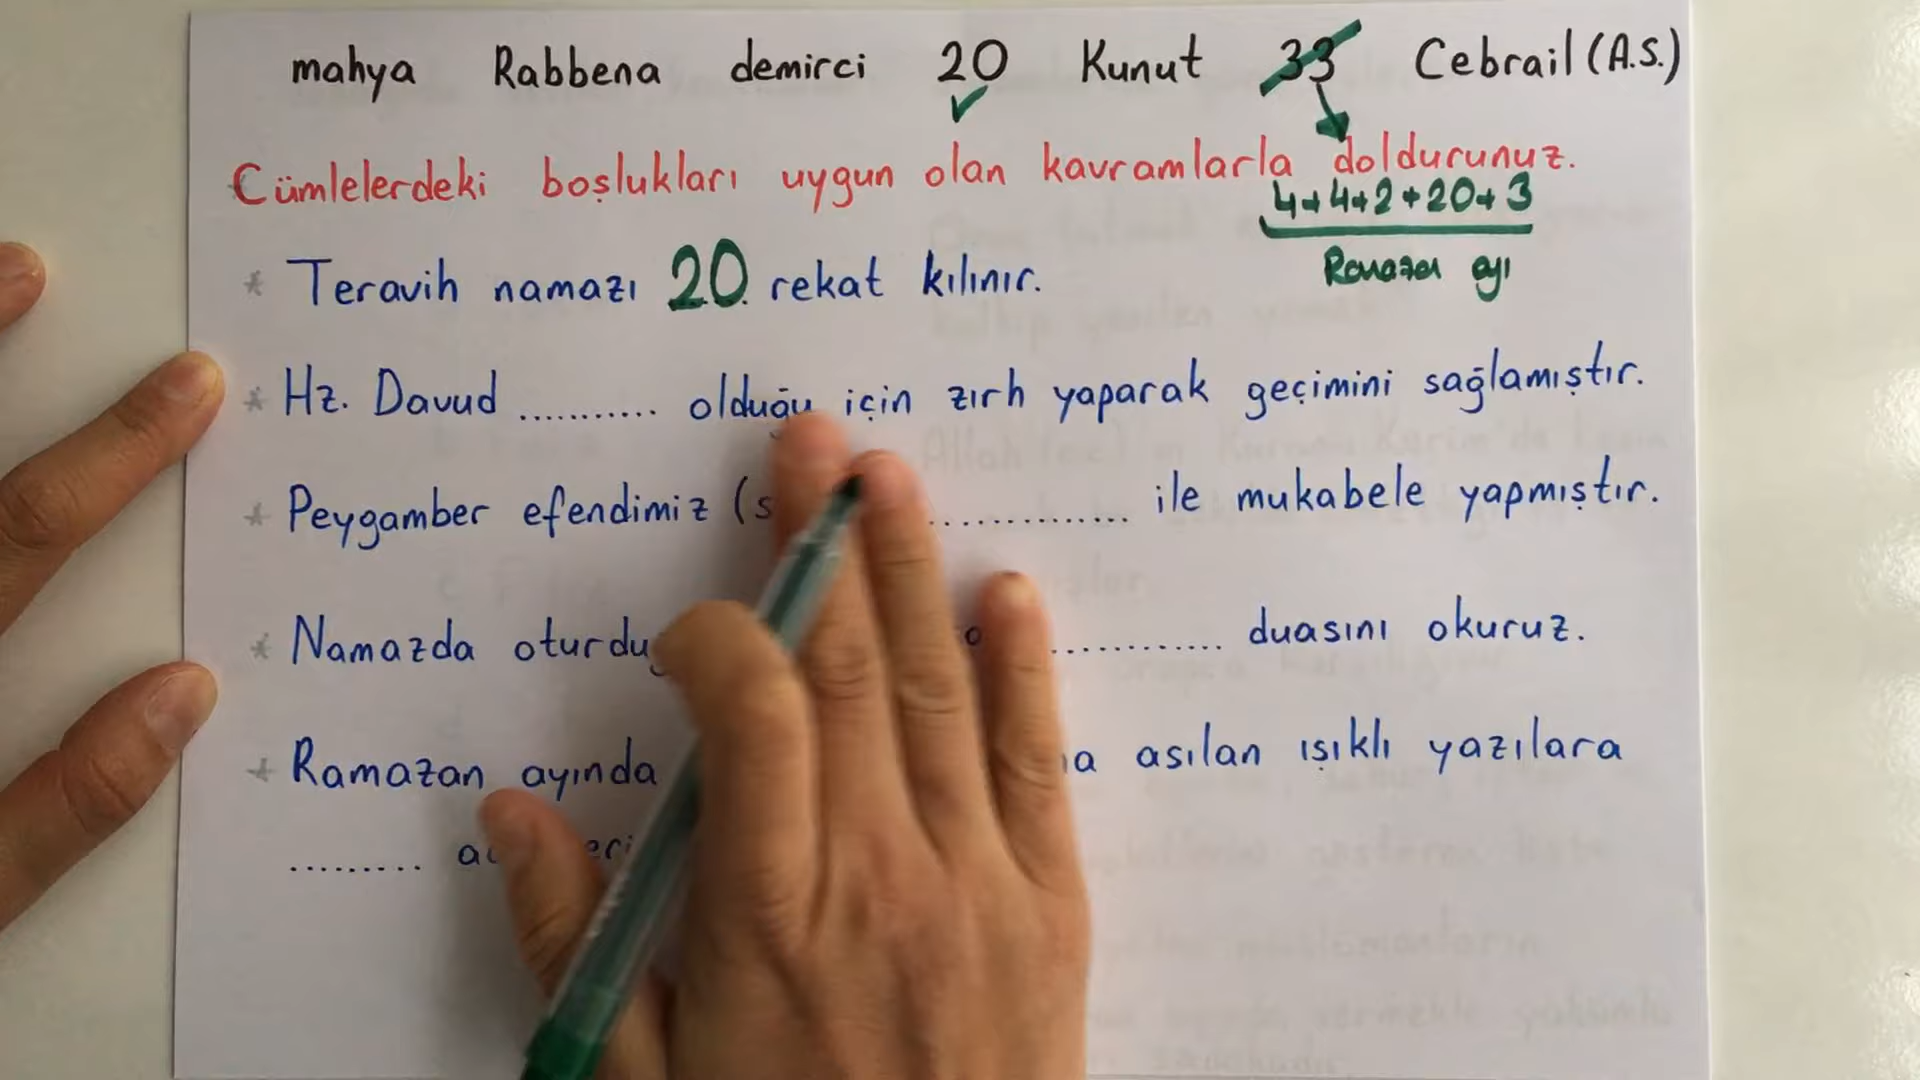 mahya Rabbena demirci 20 Kunut 33 Cebrail (A.S.)
Cümlelerdeki boşlukları uygun olan kavramlarla doldurunuz.
4+4+2+20+3
Ramazan ayı
* Teravih namazı 20 rekat kılınır.
* Hz. Davud ........... olduğu için zırh yaparak geçimini sağlamıştır.
* Peygamber efendimiz (s .............. ile mukabele yapmıştır.
* Namazda ............. duasını okuruz.
* Ramazan ayında asılan ışıklı yazılara
.........